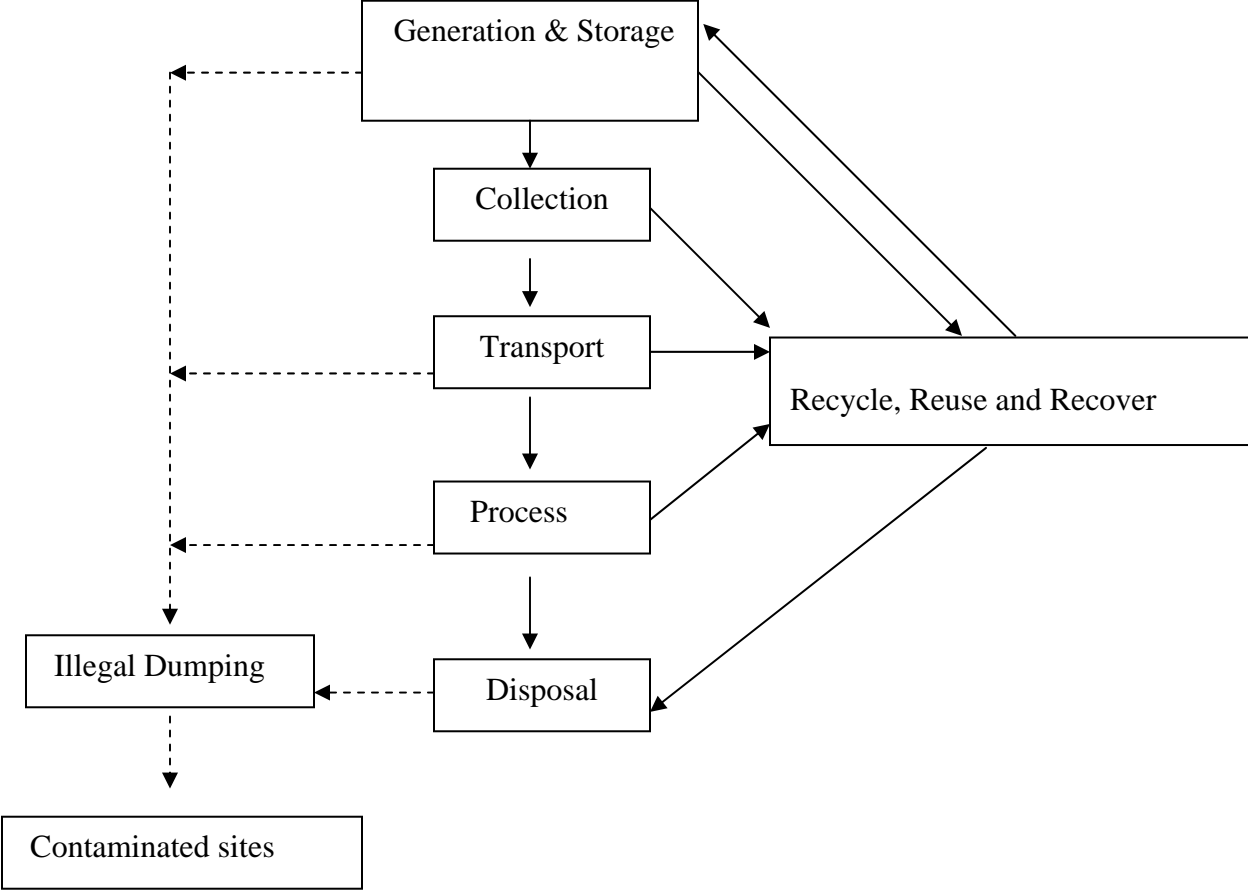 Generation & Storage
Collection
Transport
Recycle, Reuse and Recover
Process
Illegal Dumping
Disposal
Contaminated sites